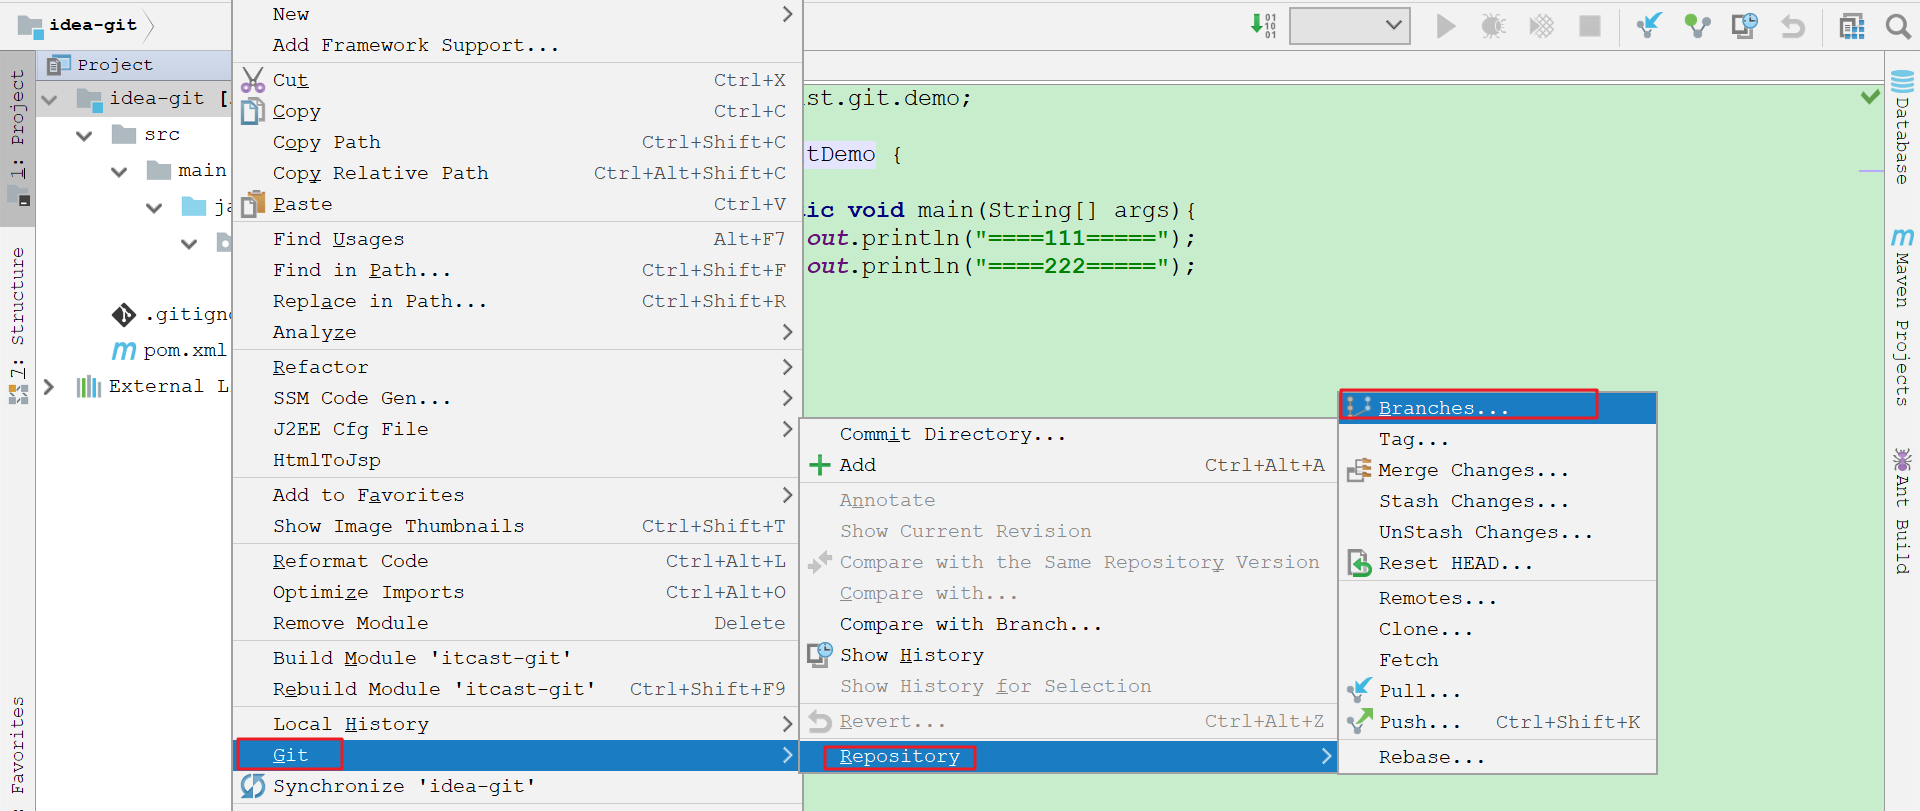 idea-git
Project
idea-git [
src
main
.gitign
pom.xml
External L
1: Project
7: Structure
Favorites
New
Add Framework Support...
Cut Ctrl+X
Copy Ctrl+C
Copy Path Ctrl+Shift+C
Copy Relative Path Ctrl+Alt+Shift+C
Paste Ctrl+V
Find Usages Alt+F7
Find in Path... Ctrl+Shift+F
Replace in Path... Ctrl+Shift+R
Analyze
Refactor
SSM Code Gen...
J2EE Cfg File
HtmlToJsp
Add to Favorites
Show Image Thumbnails Ctrl+Shift+T
Reformat Code Ctrl+Alt+L
Optimize Imports Ctrl+Alt+O
Remove Module Delete
Build Module 'itcast-git'
Rebuild Module 'itcast-git' Ctrl+Shift+F9
Local History
Git
Synchronize 'idea-git'
st.git.demo;
tDemo {
ic void main(String[] args){
out.println("====111=====");
out.println("====222=====");
Commit Directory...
Add Ctrl+Alt+A
Annotate
Show Current Revision
Compare with the Same Repository Version
Compare with...
Compare with Branch...
Show History
Show History for Selection
Revert... Ctrl+Alt+Z
Repository
Branches...
Tag...
Merge Changes...
Stash Changes...
UnStash Changes...
Reset HEAD...
Remotes...
Clone...
Fetch
Pull...
Push... Ctrl+Shift+K
Rebase...
Database
Maven Projects
Ant Build